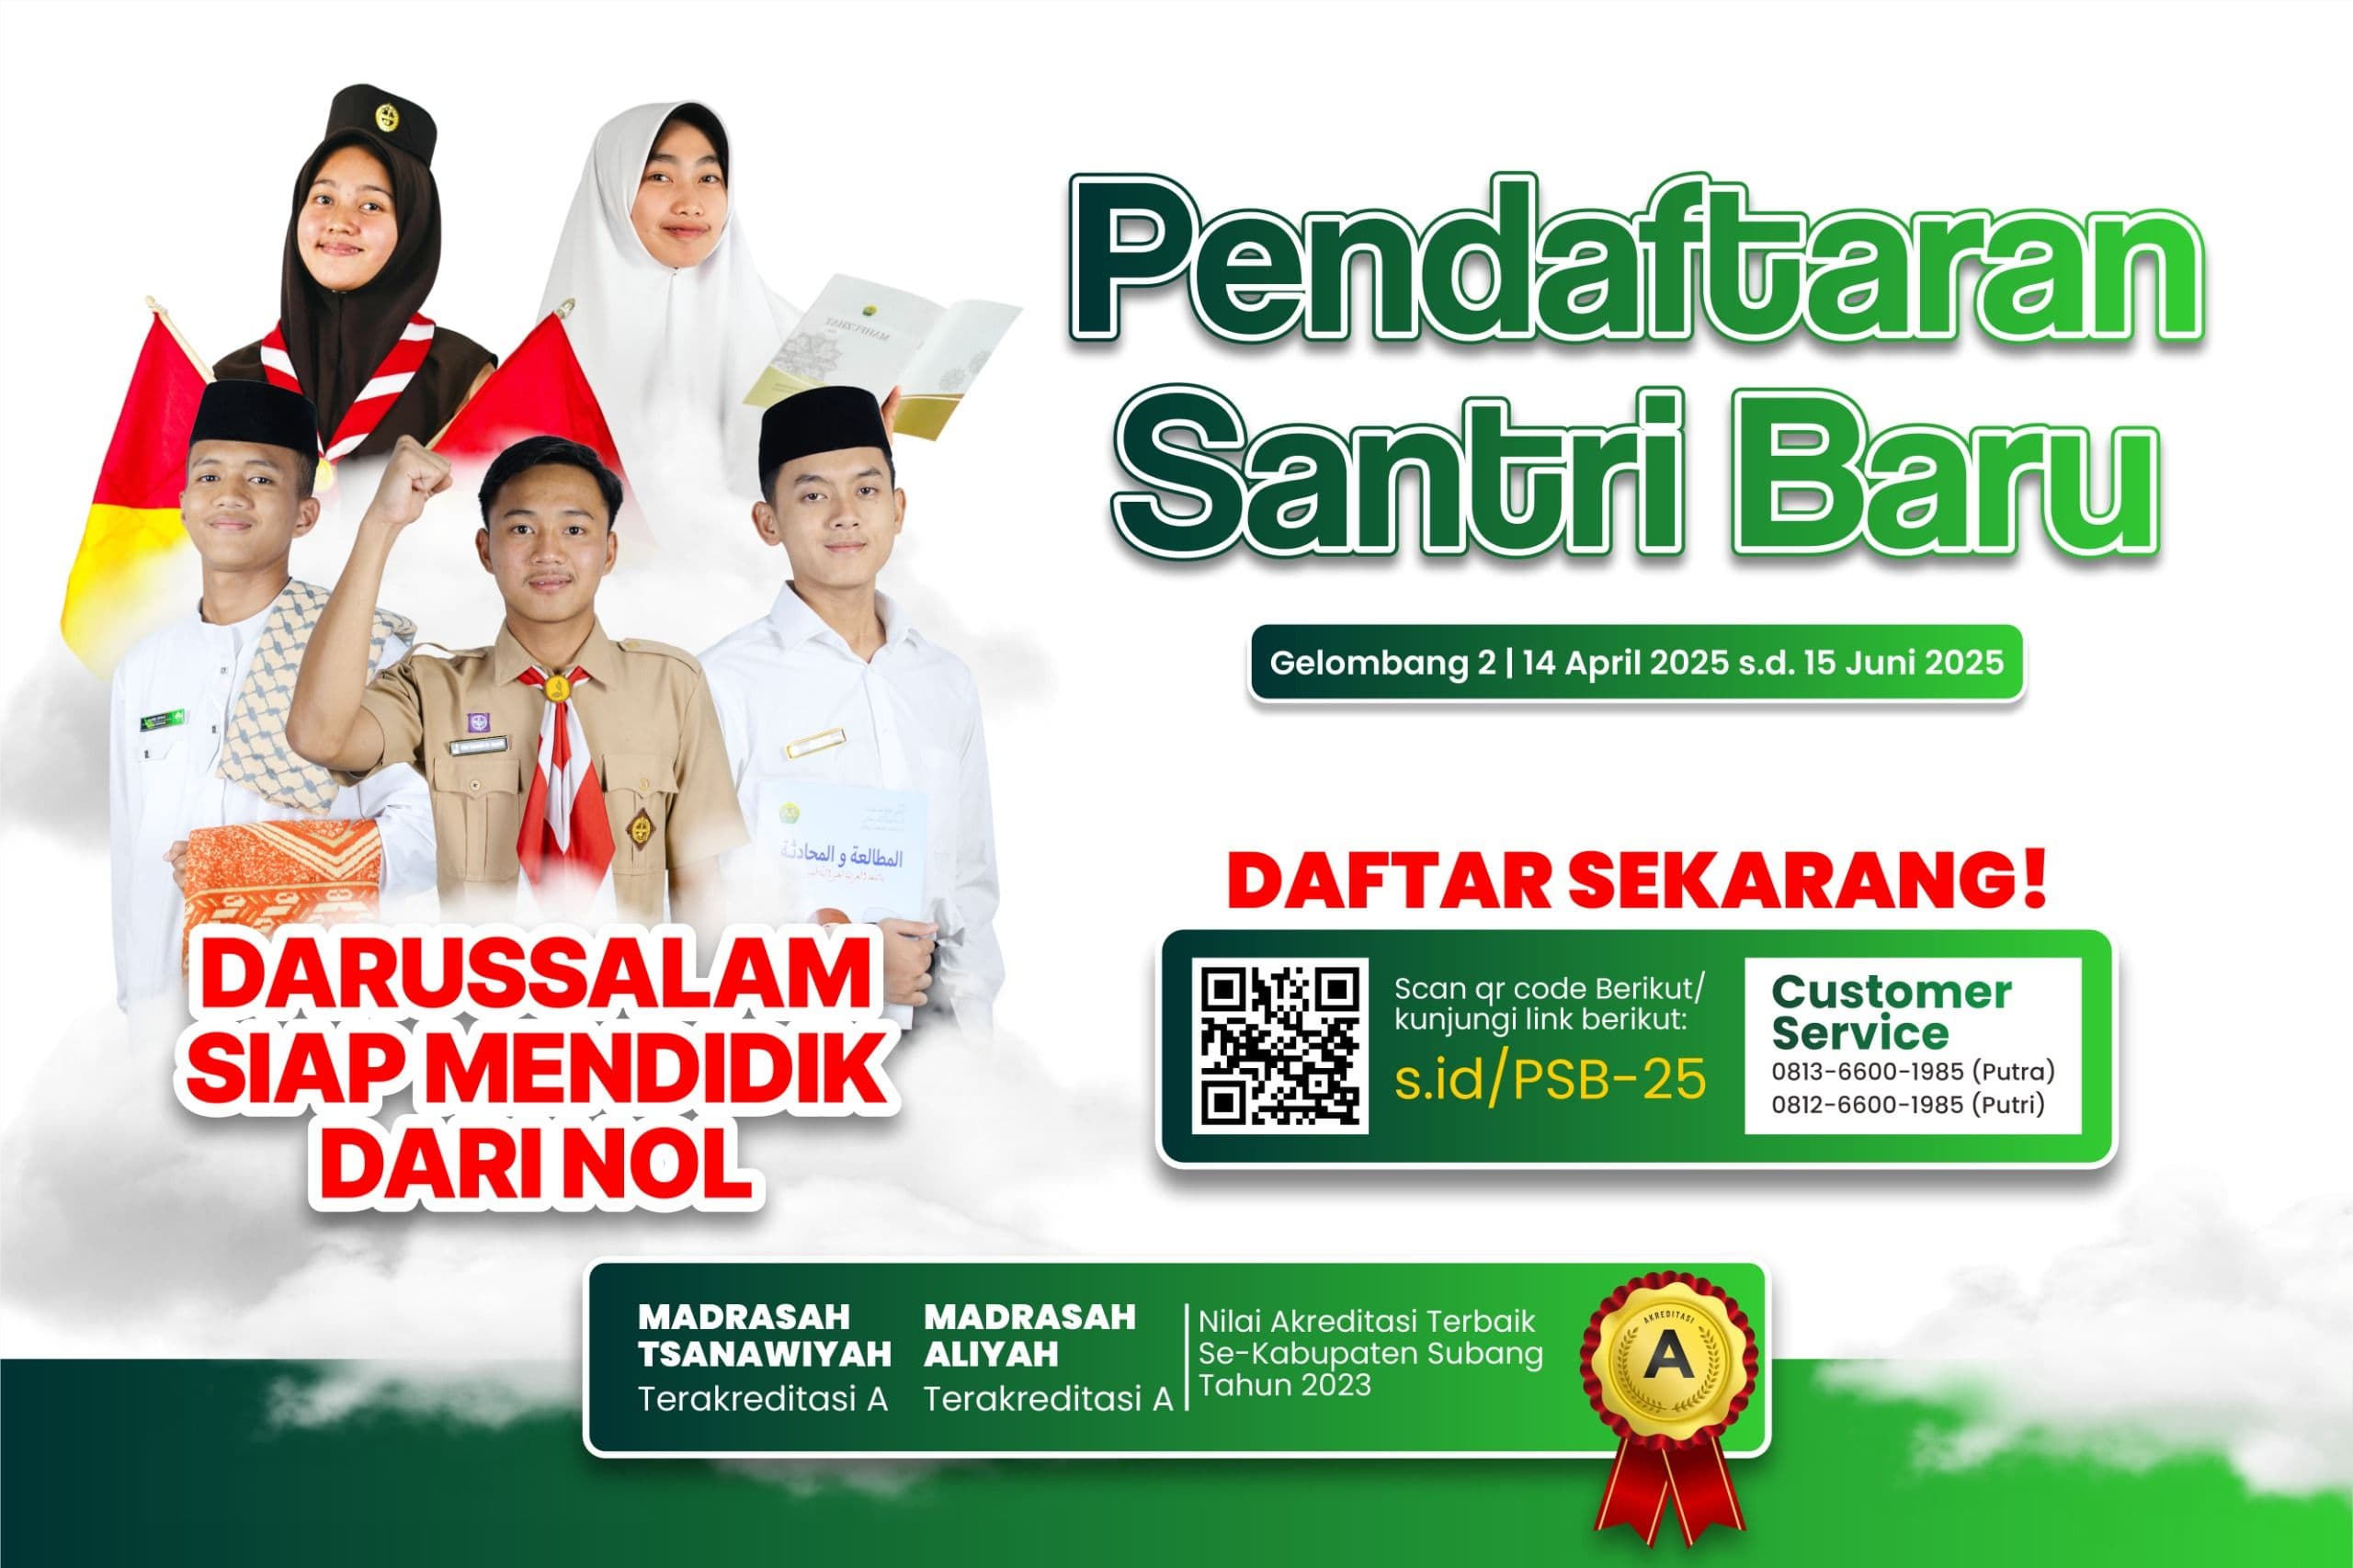 Pendaftaran
Santri Baru
Gelombang 2 | 14 April 2025 s.d. 15 Juni 2025
DAFTAR SEKARANG!
Scan qr code Berikut/
kunjungi link berikut:
s.id/PSB-25
Customer
Service
0813-6600-1985 (Putra)
0812-6600-1985 (Putri)
المطالعة و المحادثة
DARUSSALAM
SIAP MENDIDIK
DARI NOL
MADRASAH
TSANAWIYAH
Terakreditasi A
MADRASAH
ALIYAH
Terakreditasi A
Nilai Akreditasi Terbaik
Se-Kabupaten Subang
Tahun 2023
AKREDITASI
A